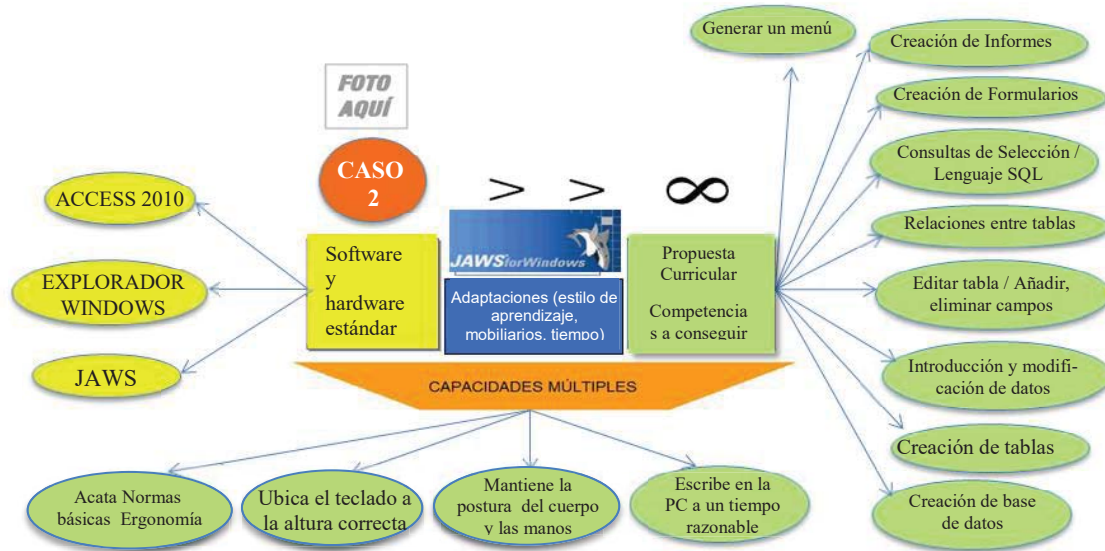 Generar un menú
Creación de Informes
Creación de Formularios
Consultas de Selección /
Lenguaje SQL
Relaciones entre tablas
Editar tabla / Añadir,
eliminar campos
Introducción y modifi-
cación de datos
Creación de tablas
Creación de base
de datos
FOTO
AQUÍ
CASO
2
> > ∞
ACCESS 2010
EXPLORADOR
WINDOWS
JAWS
Software
y
hardware
estándar
JAWS for Windows
Adaptaciones (estilo de
aprendizaje,
mobiliarios, tiempo)
Propuesta
Curricular
Competencia
s a conseguir
CAPACIDADES MÚLTIPLES
Acata Normas
básicas Ergonomía
Ubica el teclado a
la altura correcta
Mantiene la
postura del cuerpo
y las manos
Escribe en la
PC a un tiempo
razonable